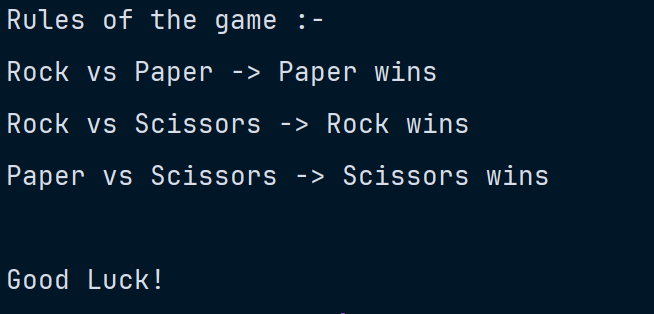 Rules of the game :-
Rock vs Paper -> Paper wins
Rock vs Scissors -> Rock wins
Paper vs Scissors -> Scissors wins
Good Luck!